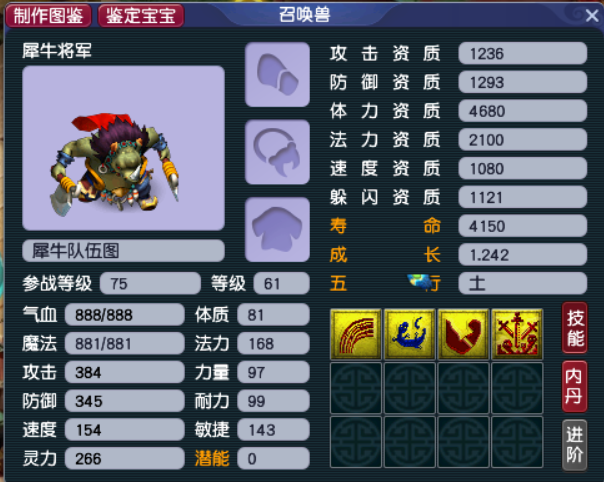 制作图鉴 鉴定宝宝 召唤兽
犀牛将军
犀牛队伍图
参战等级 75 等级 61
气血 888/888 体质 81
魔法 881/881 法力 168
攻击 384 力量 97
防御 345 耐力 99
速度 154 敏捷 143
灵力 266 潜能 0
攻击资质 1236
防御资质 1293
体力资质 4680
法力资质 2100
速度资质 1080
躲闪资质 1121
寿命 4150
成长 1.242
五行 土
技能
内丹
进阶